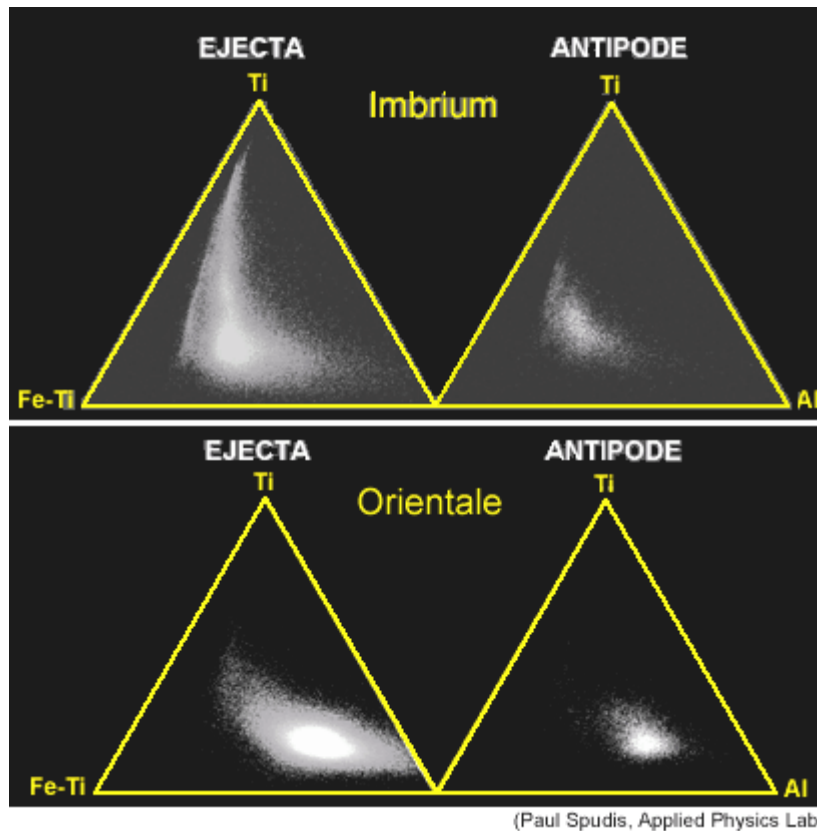 EJECTA ANTIPODE
Ti Ti
Imbrium
Fe-Ti Al
EJECTA ANTIPODE
Ti Ti
Orientale
Fe-Ti Al
(Paul Spudis, Applied Physics Lab